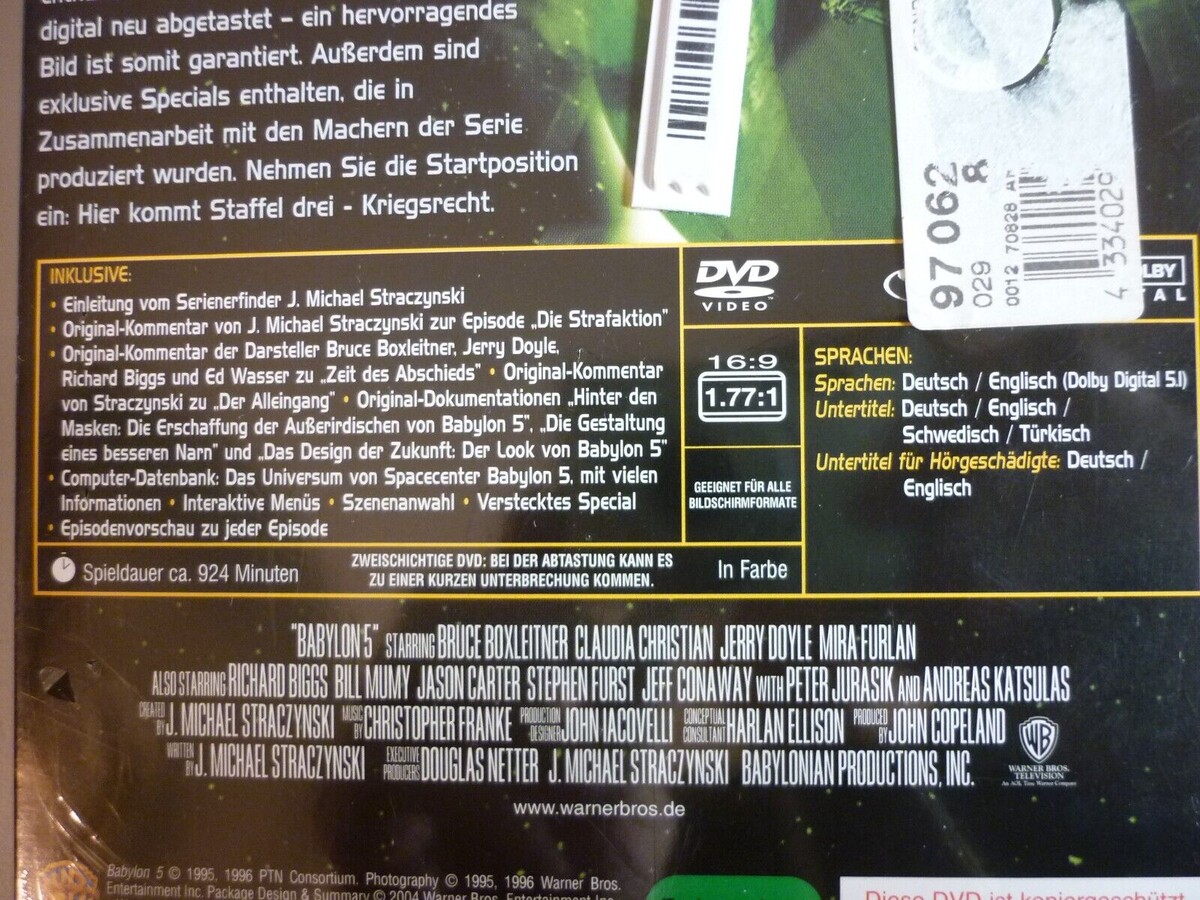 digital neu abgetastet – ein hervorragendes
Bild ist somit garantiert. Außerdem sind
exklusive Specials enthalten, die in
Zusammenarbeit mit den Machern der Serie
produziert wurden. Nehmen Sie die Startposition
ein: Hier kommt Staffel drei - Kriegsrecht.
97 062
029
0012 70828
4 334029
INKLUSIVE:
• Einleitung vom Serienerfinder J. Michael Straczynski
• Original-Kommentar von J. Michael Straczynski zur Episode „Die Strafaktion"
• Original-Kommentar der Darsteller Bruce Boxleitner, Jerry Doyle,
Richard Biggs und Ed Wasser zu „Zeit des Abschieds" • Original-Kommentar
von Straczynski zu „Der Alleingang" • Original-Dokumentationen „Hinter den
Masken: Die Erschaffung der Außerirdischen von Babylon 5", „Die Gestaltung
eines besseren Narn" und „Das Design der Zukunft: Der Look von Babylon 5"
• Computer-Datenbank: Das Universum von Spacecenter Babylon 5, mit vielen
Informationen • Interaktive Menüs • Szenenanwahl • Verstecktes Special
• Episodenvorschau zu jeder Episode
DVD
VIDEO™
16:9
1.77:1
GEEIGNET FÜR ALLE
BILDSCHIRMFORMATE
SPRACHEN:
Sprachen: Deutsch / Englisch (Dolby Digital 5.1)
Untertitel: Deutsch / Englisch /
Schwedisch / Türkisch
Untertitel für Hörgeschädigte: Deutsch /
Englisch
Spieldauer ca. 924 Minuten
ZWEISCHICHTIGE DVD: BEI DER ABTASTUNG KANN ES
ZU EINER KURZEN UNTERBRECHUNG KOMMEN.
In Farbe
"BABYLON 5" STARRING BRUCE BOXLEITNER CLAUDIA CHRISTIAN JERRY DOYLE MIRA FURLAN
ALSO STARRING RICHARD BIGGS BILL MUMY JASON CARTER STEPHEN FURST JEFF CONAWAY WITH PETER JURASIK AND ANDREAS KATSULAS
CREATED BY J. MICHAEL STRACZYNSKI MUSIC BY CHRISTOPHER FRANKE PRODUCTION DESIGNER JOHN IACOVELLI CONCEPTUAL CONSULTANT HARLAN ELLISON PRODUCED BY JOHN COPELAND
WRITTEN BY J. MICHAEL STRACZYNSKI EXECUTIVE PRODUCERS DOUGLAS NETTER J. MICHAEL STRACZYNSKI BABYLONIAN PRODUCTIONS, INC.
WB
WARNER BROS.
TELEVISION
An AOL Time Warner Company
www.warnerbros.de
Babylon 5 © 1995, 1996 PTN Consortium. Photography © 1995, 1996 Warner Bros.
Entertainment Inc. Package Design & Summary © 2004 Warner Bros. Entertainment Inc.
Diese DVD ist kopiergeschützt